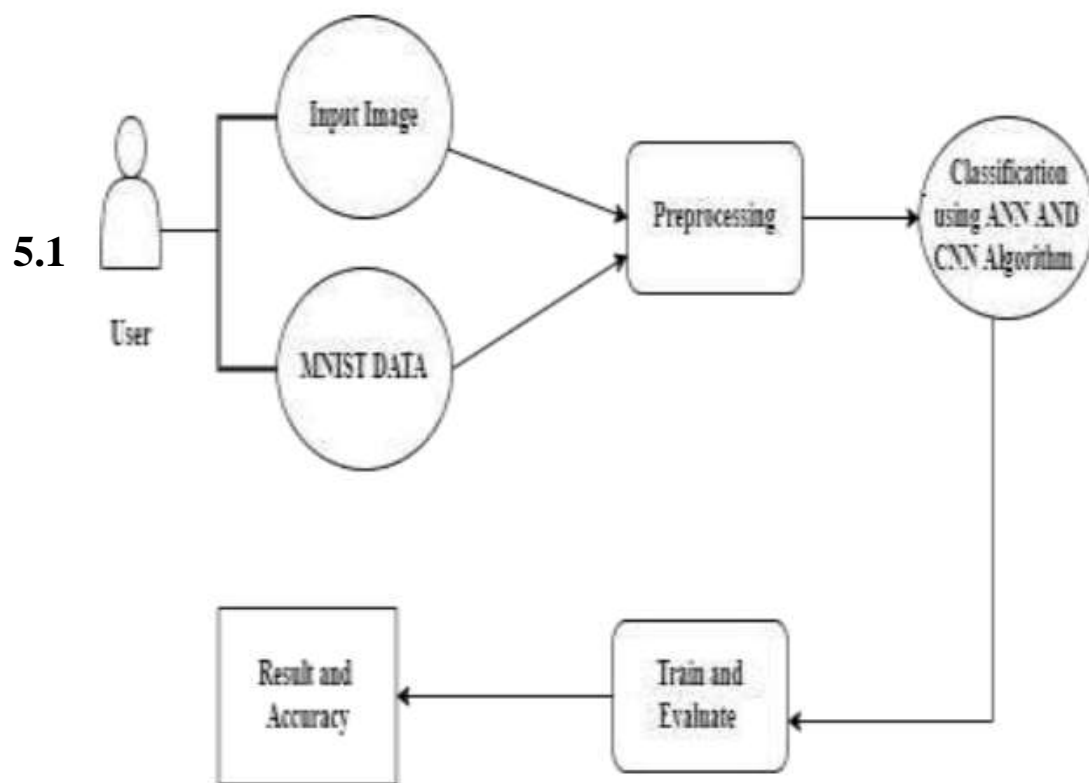 Input Image
Preprocessing
Classification
using ANN AND
CNN Algorithm
5.1
User
MNIST DATA
Result and
Accuracy
Train and
Evaluate